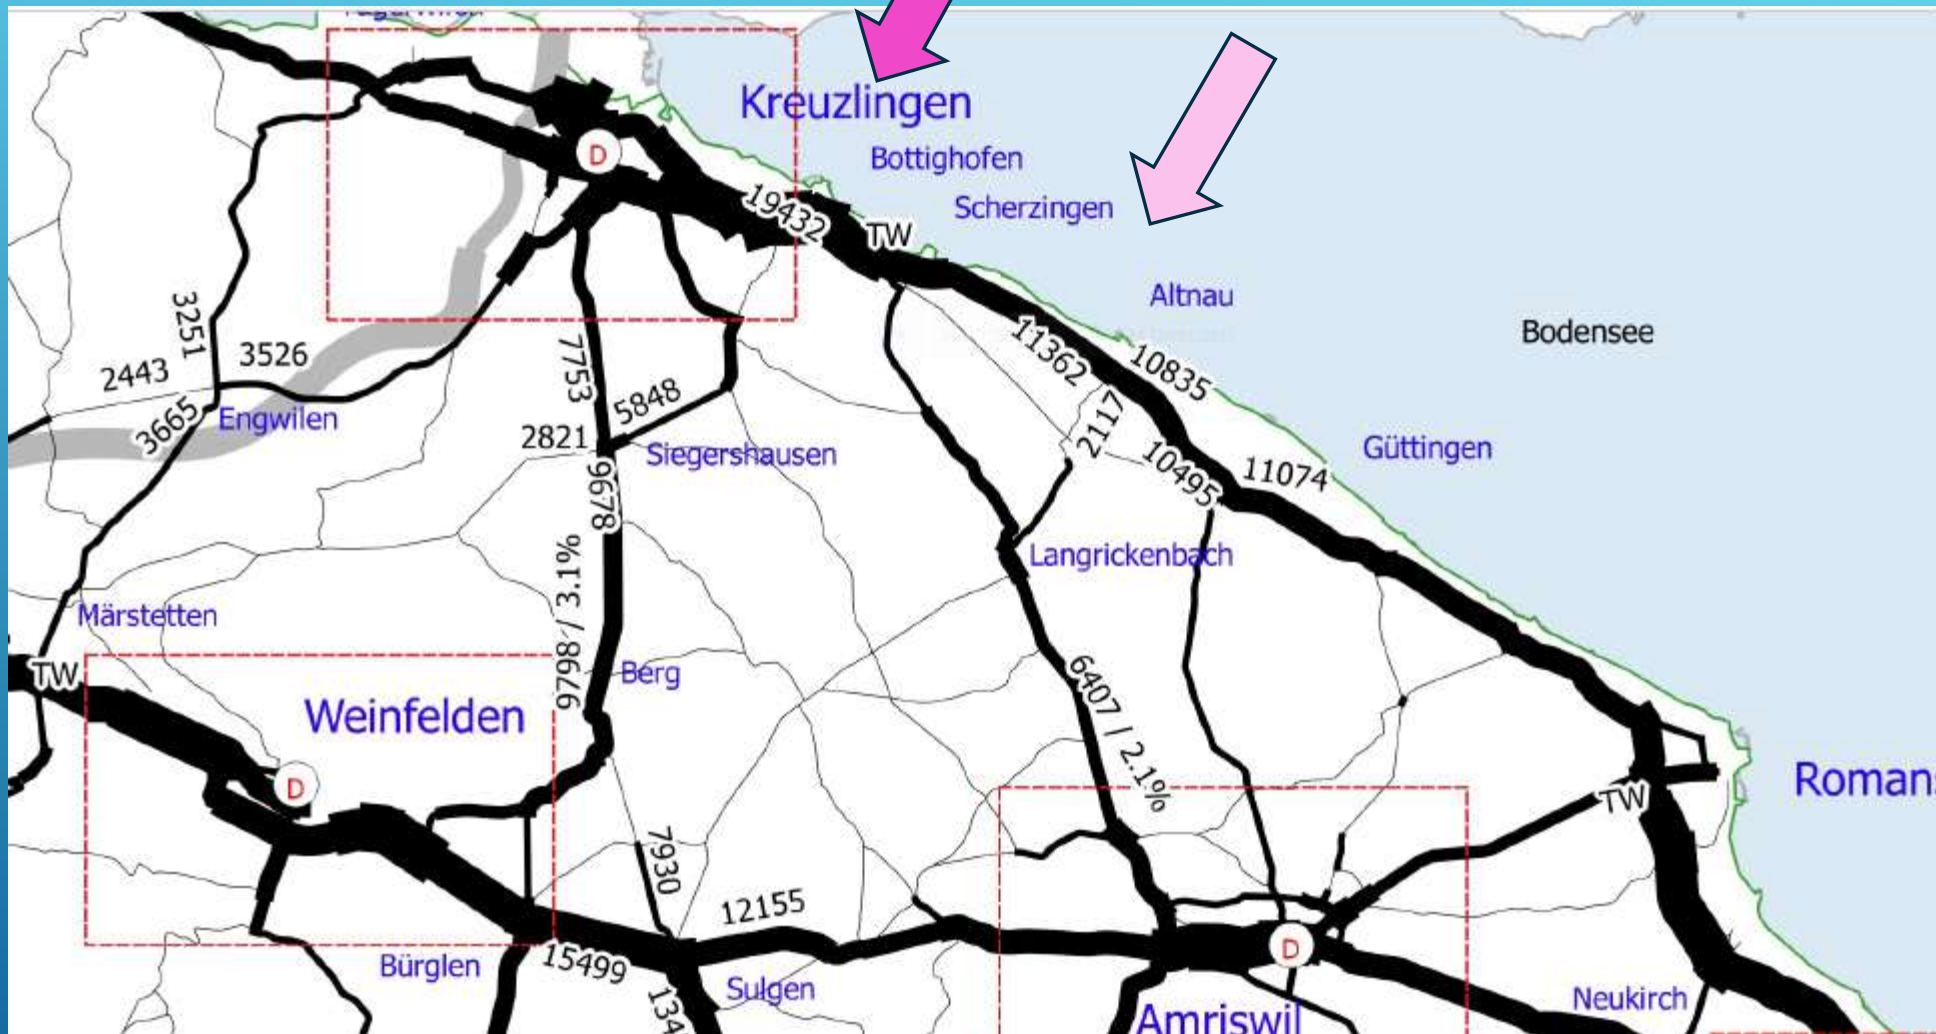 Kreuzlingen
D
Bottighofen
19432
Scherzingen
TW
Altnau
3251
Bodensee
11362
3526
10835
2443
7753
5848
2117
3665
Engwilen
2821
Siegershausen
Güttingen
10495
11074
9678
Langrickenbach
9798 / 3.1%
Märstetten
TW
Berg
6407 | 2.1%
Weinfelden
D
Romans
TW
7930
12155
D
15499
Bürglen
Sulgen
134
Neukirch
Amriswil